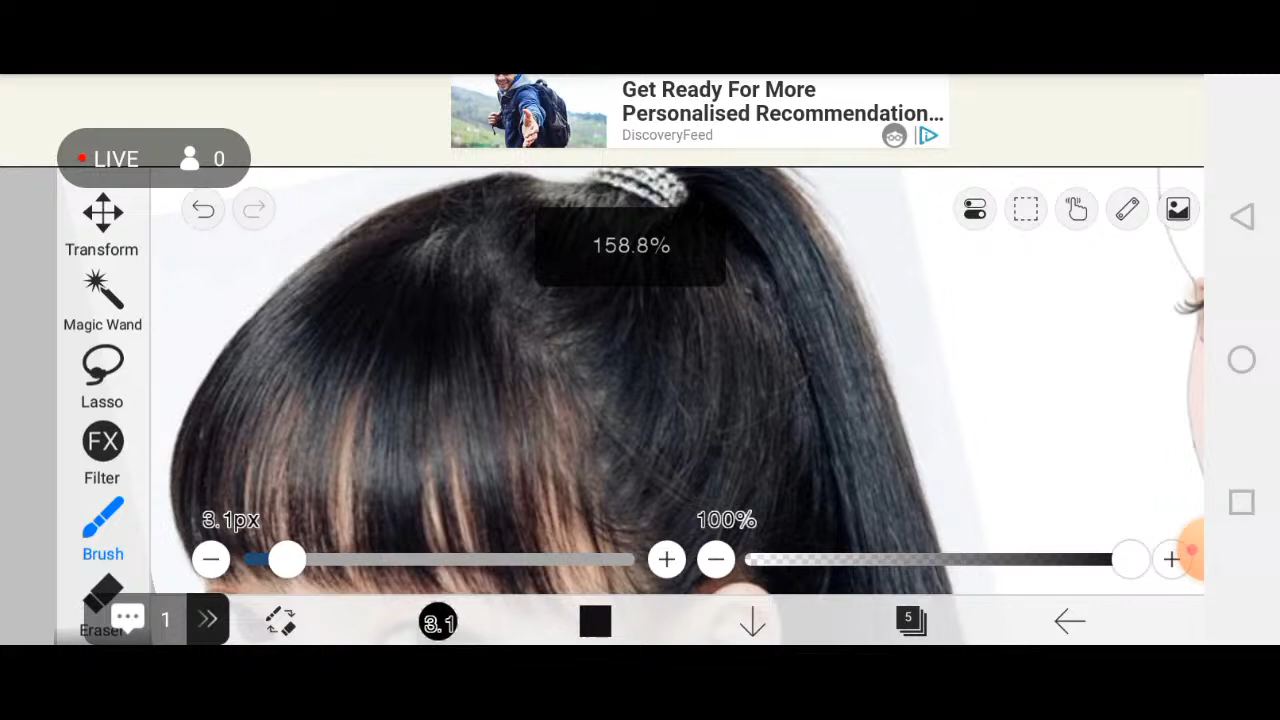 Get Ready For More
Personalised Recommendation...
DiscoveryFeed
LIVE 0
Transform
158.8%
Magic Wand
Lasso
FX
Filter
3.1px
100%
Brush
Eraser
1
3.1
5